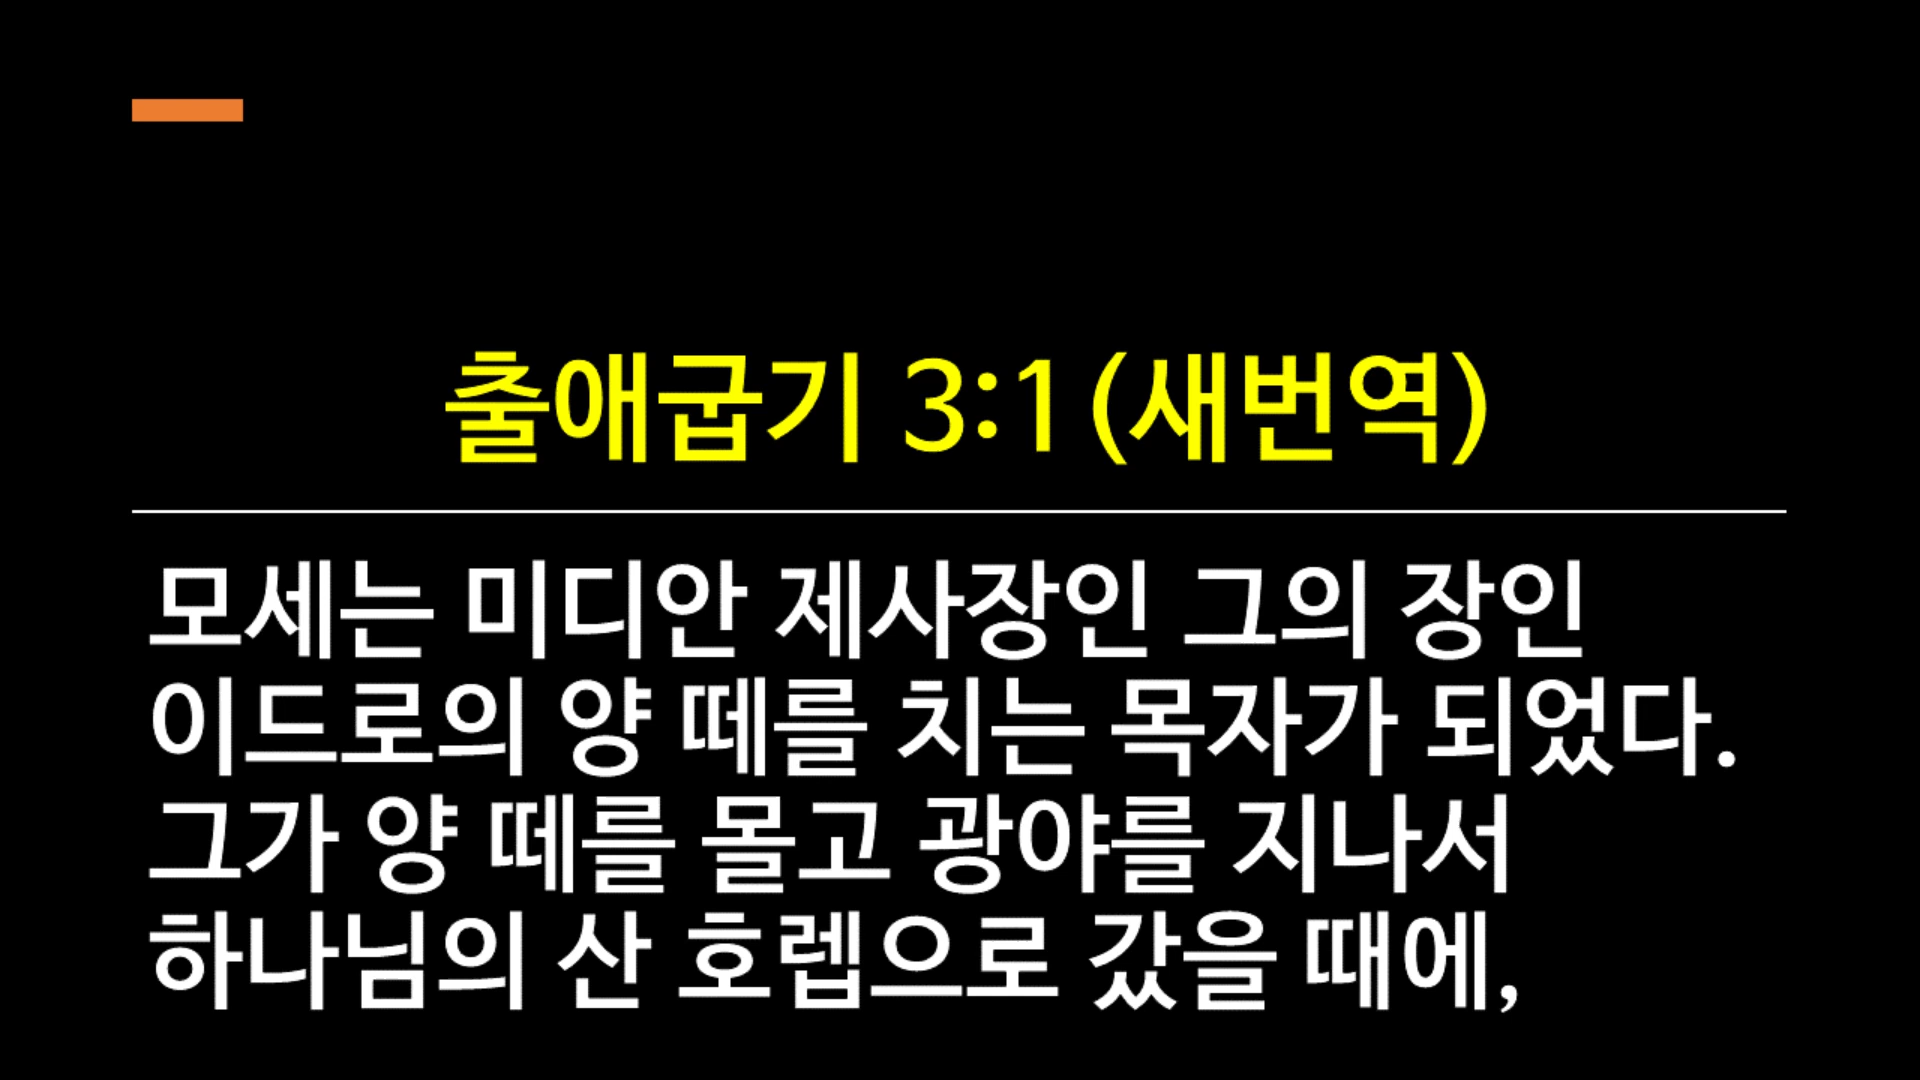 출애굽기 3:1 (새번역)
모세는 미디안 제사장인 그의 장인
이드로의 양 떼를 치는 목자가 되었다.
그가 양 떼를 몰고 광야를 지나서
하나님의 산 호렙으로 갔을 때에,